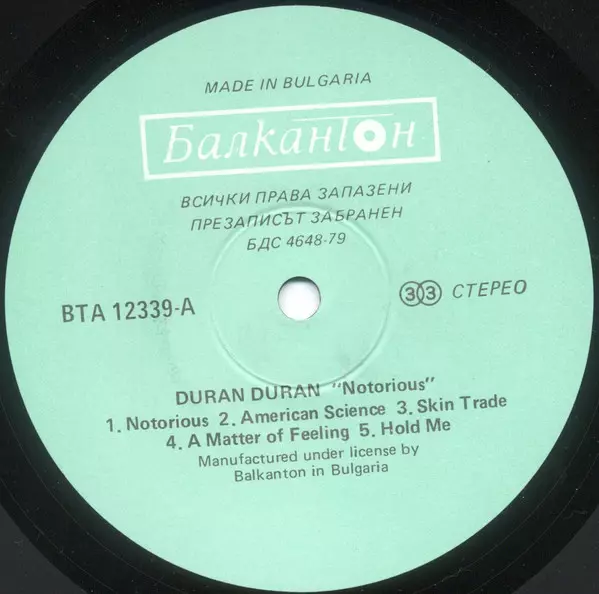 MADE IN BULGARIA
Балкантон
ВСИЧКИ ПРАВА ЗАПАЗЕНИ
ПРЕЗАПИСЪТ ЗАБРАНЕН
БДС 4648-79
ВТА 12339-А
33 СТЕРЕО
DURAN DURAN "Notorious"
1. Notorious 2. American Science 3. Skin Trade
4. A Matter of Feeling 5. Hold Me
Manufactured under license by
Balkanton in Bulgaria